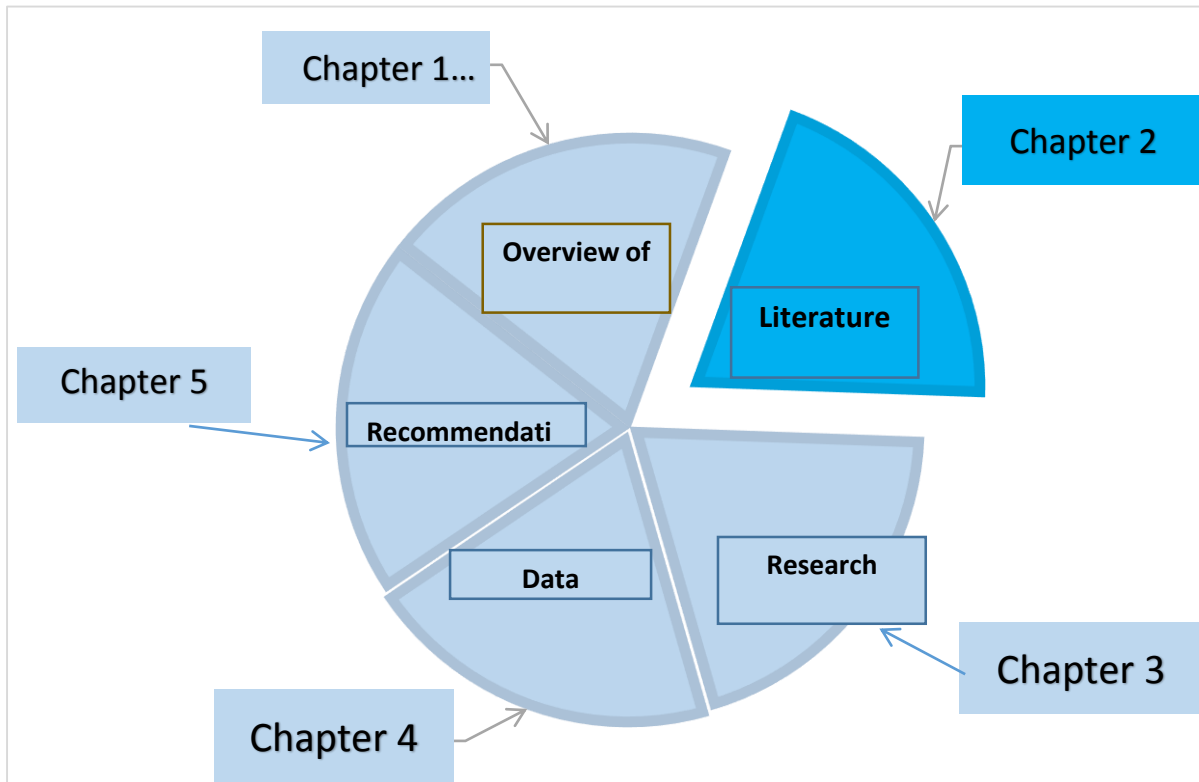 Chapter 1…
Chapter 2
Overview of
Literature
Chapter 5
Recommendati
Research
Data
Chapter 3
Chapter 4